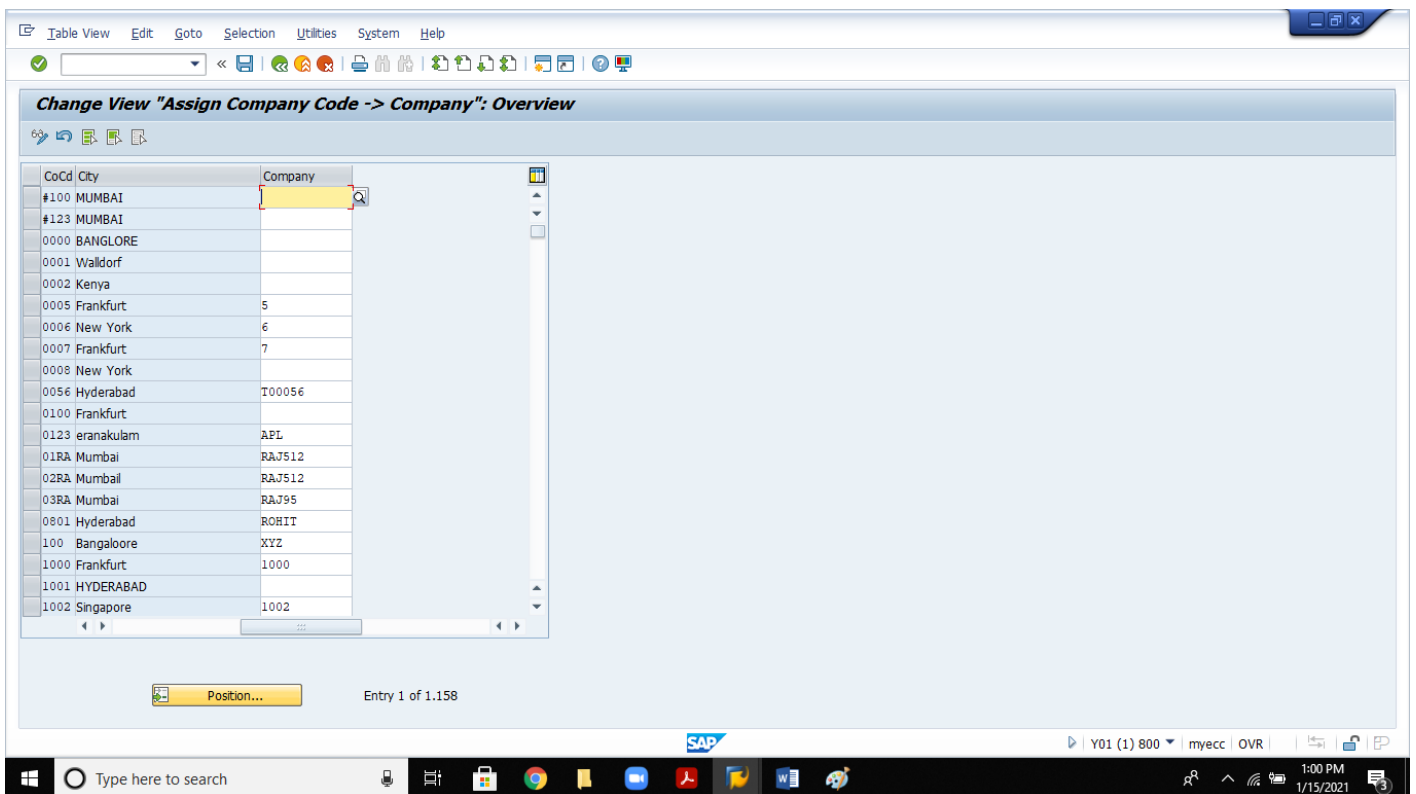 Table View Edit Goto Selection Utilities System Help
Change View "Assign Company Code -> Company": Overview
CoCd City Company
#100 MUMBAI
#123 MUMBAI
0000 BANGLORE
0001 Walldorf
0002 Kenya
0005 Frankfurt 5
0006 New York 6
0007 Frankfurt 7
0008 New York
0056 Hyderabad T00056
0100 Frankfurt
0123 eranakulam APL
01RA Mumbai RAJ512
02RA Mumbail RAJ512
03RA Mumbai RAJ95
0801 Hyderabad ROHIT
100 Bangaloore XYZ
1000 Frankfurt 1000
1001 HYDERABAD
1002 Singapore 1002
Position... Entry 1 of 1.158
SAP Y01 (1) 800 myecc OVR
Type here to search
1:00 PM
1/15/2021
3